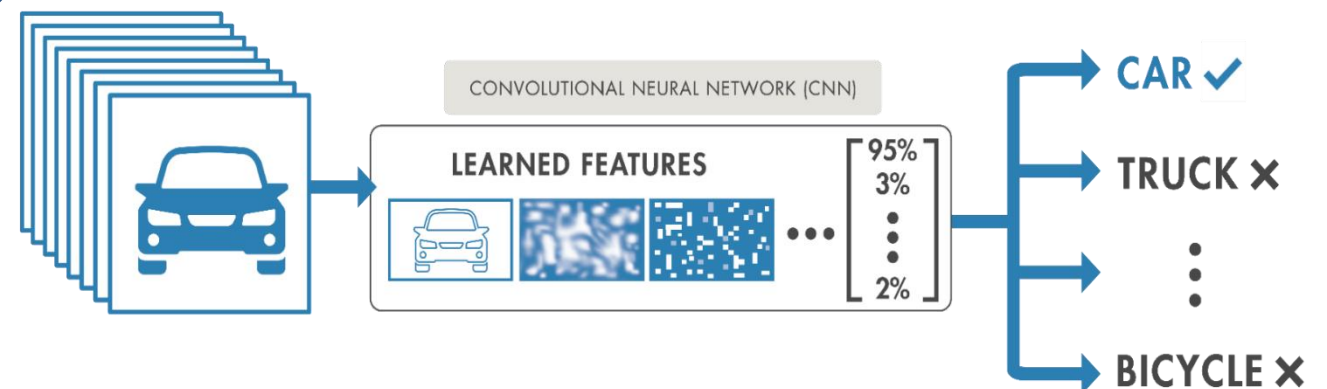 CONVOLUTIONAL NEURAL NETWORK (CNN)
LEARNED FEATURES
95%
3%
2%
CAR ✓
TRUCK ×
BICYCLE ×